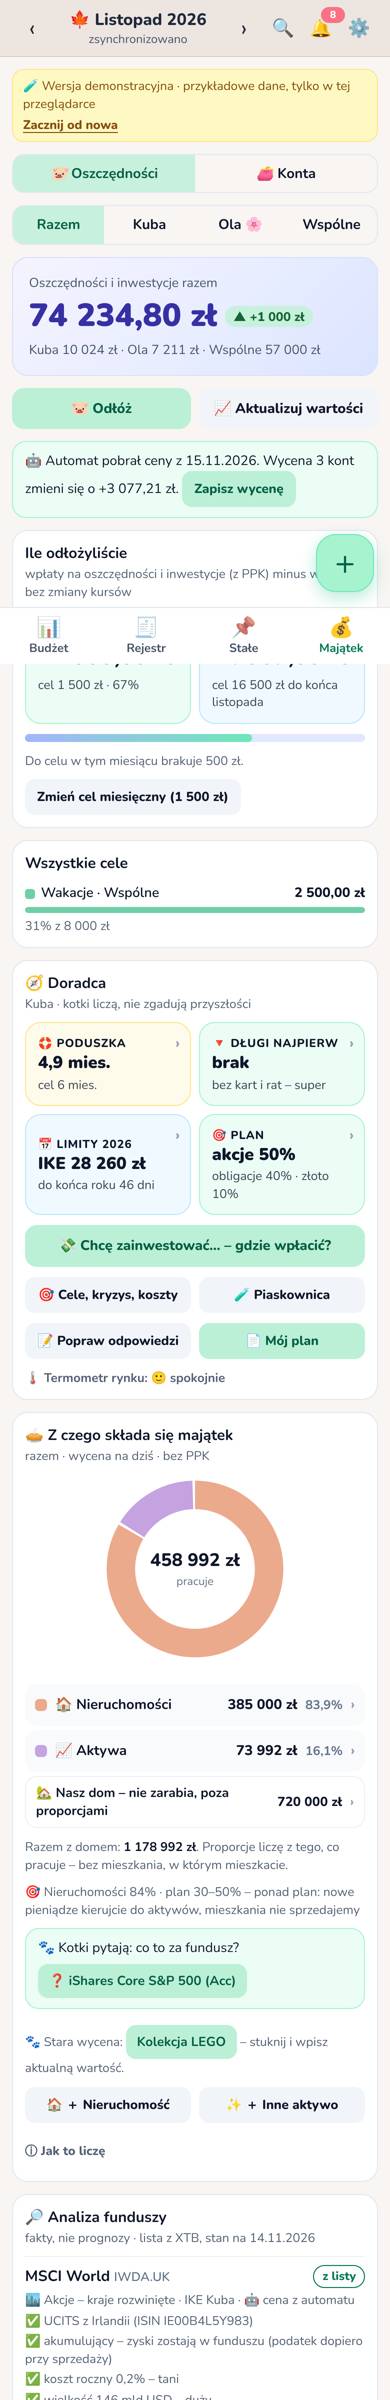 ‹ 🍁 Listopad 2026 › 🔍 🔔 8 ⚙️
zsynchronizowano
🧪 Wersja demonstracyjna · przykładowe dane, tylko w tej
przeglądarce
Zacznij od nowa
🐷 Oszczędności 👛 Konta
Razem Kuba Ola 🌸 Wspólne
Oszczędności i inwestycje razem
74 234,80 zł ▲ +1 000 zł
Kuba 10 024 zł · Ola 7 211 zł · Wspólne 57 000 zł
🐷 Odłóż 📈 Aktualizuj wartości
🤖 Automat pobrał ceny z 15.11.2026. Wycena 3 kont
zmieni się o +3 077,21 zł. Zapisz wycenę
Ile odłożyliście
wpłaty na oszczędności i inwestycje (z PPK) minus
bez zmiany kursów
+
📊 Budżet 📝 Rejestr 📌 Stałe 💰 Majątek
cel 1 500 zł · 67% cel 16 500 zł do końca
listopada
Do celu w tym miesiącu brakuje 500 zł.
Zmień cel miesięczny (1 500 zł)
Wszystkie cele
Wakacje · Wspólne 2 500,00 zł
31% z 8 000 zł
🧭 Doradca
Kuba · kotki liczą, nie zgadują przyszłości
🛟 PODUSZKA › 🔻 DŁUGI NAJPIERW ›
4,9 mies. brak
cel 6 mies. bez kart i rat – super
📅 LIMITY 2026 › 🎯 PLAN ›
IKE 28 260 zł akcje 50%
do końca roku 46 dni obligacje 40% · złoto
10%
💸 Chcę zainwestować… – gdzie wpłacić?
🎯 Cele, kryzys, koszty 🧪 Piaskownica
📝 Popraw odpowiedzi 📄 Mój plan
🌡️ Termometr rynku: 🙂 spokojnie
🥧 Z czego składa się majątek
razem · wycena na dziś · bez PPK
458 992 zł
pracuje
🏠 Nieruchomości 385 000 zł 83,9% ›
📈 Aktywa 73 992 zł 16,1% ›
🏡 Nasz dom – nie zarabia, poza
proporcjami 720 000 zł ›
Razem z domem: 1 178 992 zł. Proporcje liczę z tego, co
pracuje – bez mieszkania, w którym mieszkacie.
🎯 Nieruchomości 84% · plan 30–50% – ponad plan: nowe
pieniądze kierujcie do aktywów, mieszkania nie sprzedajemy
🐾 Kotki pytają: co to za fundusz?
❓ iShares Core S&P 500 (Acc)
🐾 Stara wycena: Kolekcja LEGO – stuknij i wpisz
aktualną wartość.
🏠 + Nieruchomość ✨ + Inne aktywo
ⓘ Jak to liczę
🔎 Analiza funduszy
fakty, nie prognozy · lista z XTB, stan na 14.11.2026
MSCI World IWDA.UK z listy
🏙️ Akcje – kraje rozwinięte · IKE Kuba · 🤖 cena z automatu
✅ UCITS z Irlandii (ISIN IE00B4L5Y983)
✅ akumulujący – zyski zostają w funduszu (podatek dopiero
przy sprzedaży)
✅ koszt roczny 0,2% – tani
✅ wielkość 146 mld USD – duży